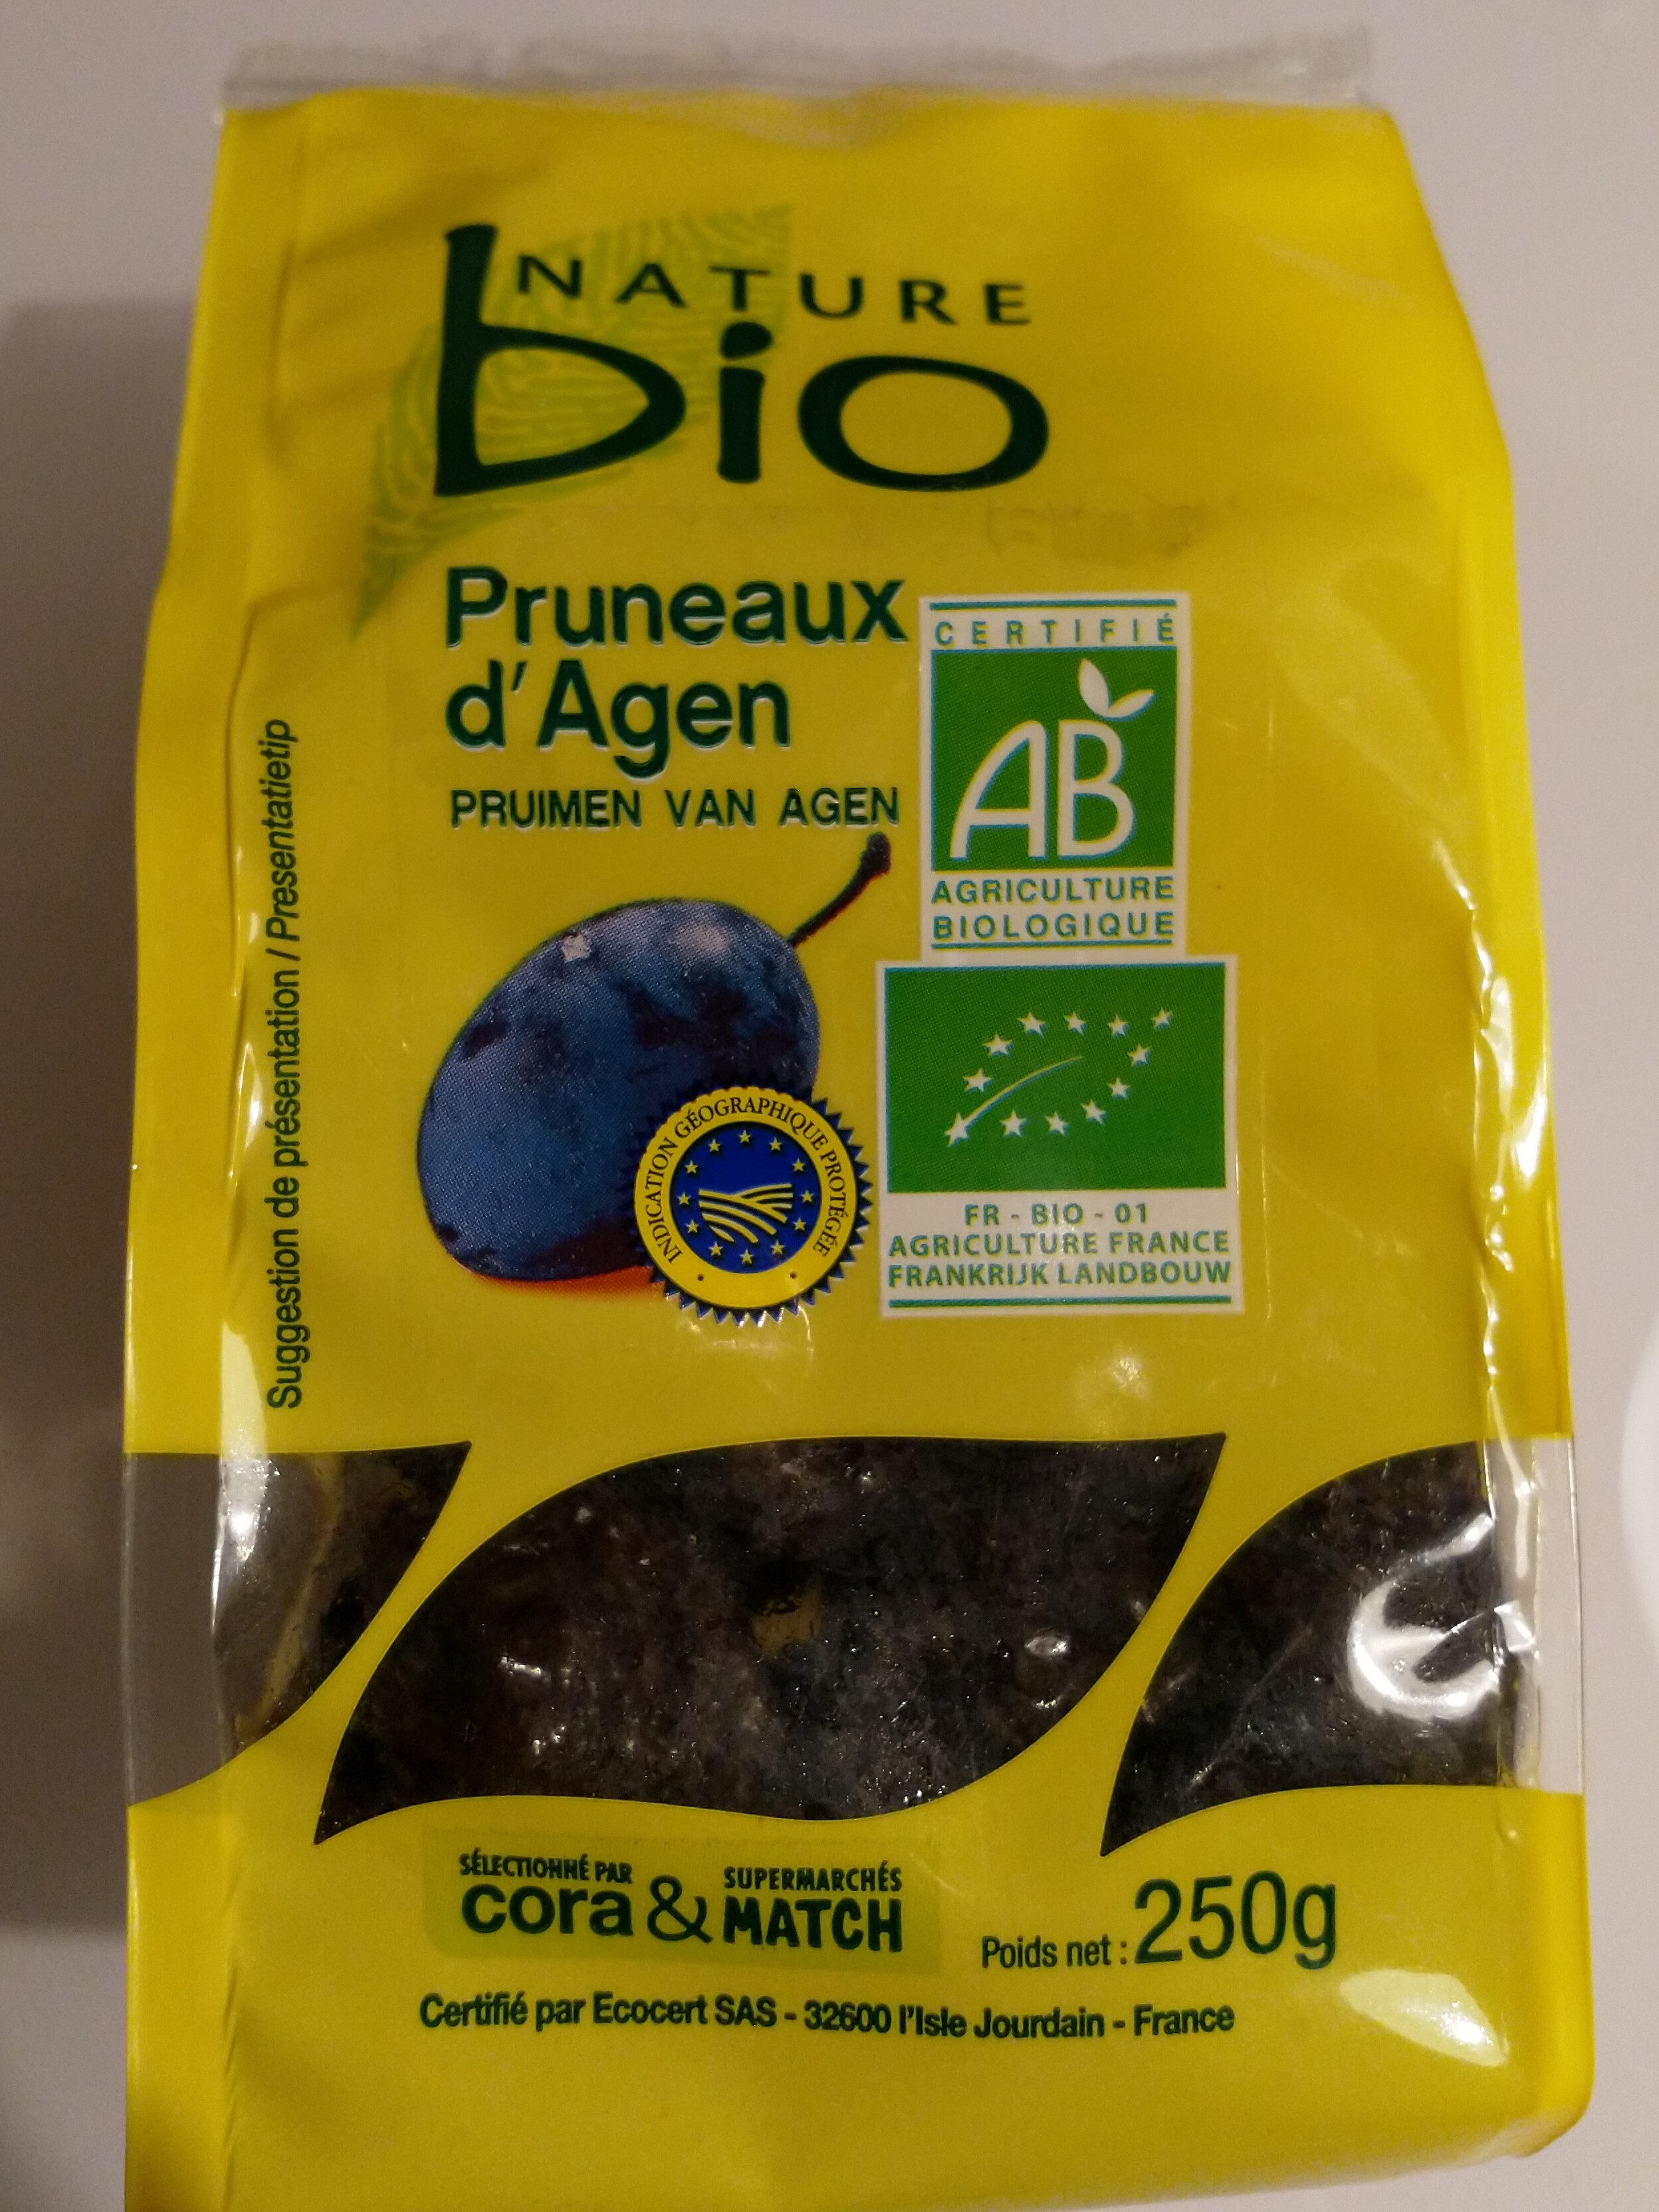 NATURE
bio
Pruneaux
d'Agen
PRUIMEN VAN AGEN
CERTIFIÉ
AB
AGRICULTURE
BIOLOGIQUE
INDICATION GÉOGRAPHIQUE PROTÉGÉE
FR - BIO - 01
AGRICULTURE FRANCE
FRANKRIJK LANDBOUW
Suggestion de présentation / Presentatietip
SÉLECTIONNÉ PAR
cora & SUPERMARCHÉS MATCH
Poids net : 250g
Certifié par Ecocert SAS - 32600 l'Isle Jourdain - France